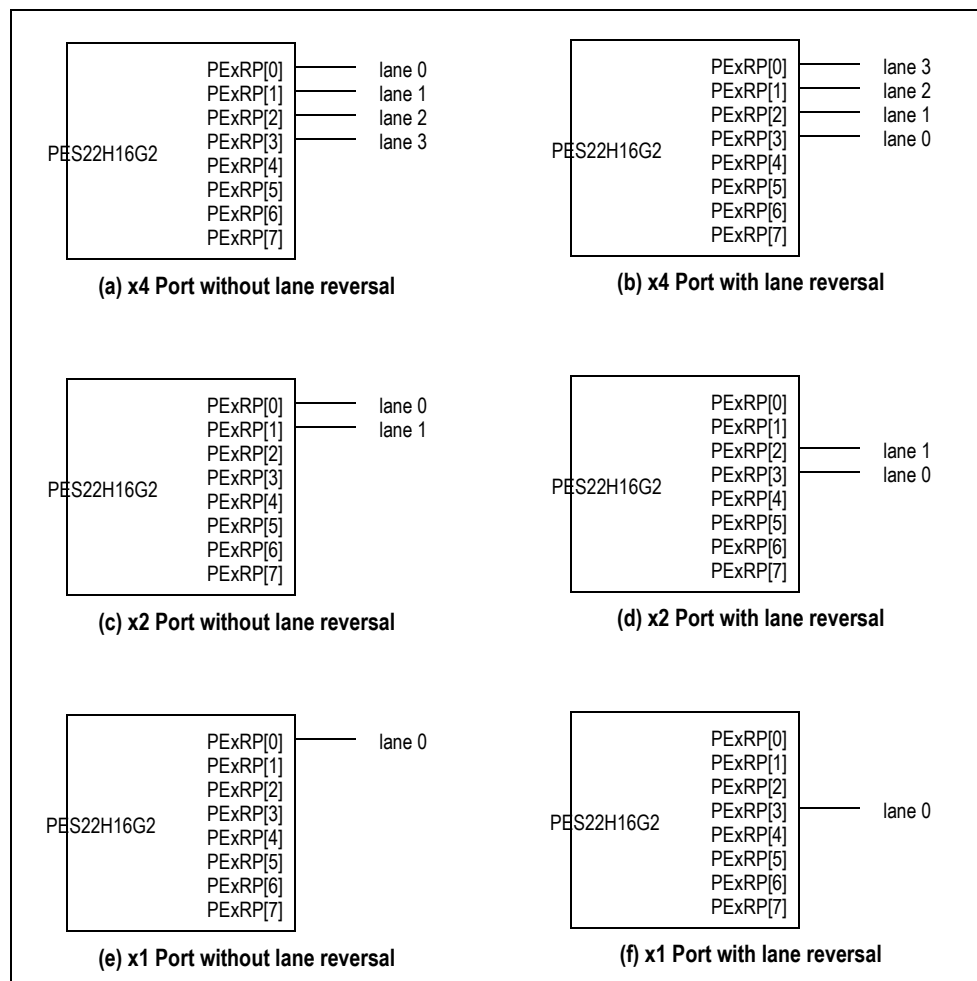 PExRP[0] lane 0
PExRP[1] lane 1
PExRP[2] lane 2
PExRP[3] lane 3
PES22H16G2
PExRP[4]
PExRP[5]
PExRP[6]
PExRP[7]
(a) x4 Port without lane reversal
PExRP[0] lane 3
PExRP[1] lane 2
PExRP[2] lane 1
PExRP[3] lane 0
PES22H16G2
PExRP[4]
PExRP[5]
PExRP[6]
PExRP[7]
(b) x4 Port with lane reversal
PExRP[0] lane 0
PExRP[1] lane 1
PExRP[2]
PExRP[3]
PES22H16G2
PExRP[4]
PExRP[5]
PExRP[6]
PExRP[7]
(c) x2 Port without lane reversal
PExRP[0]
PExRP[1]
PExRP[2] lane 1
PExRP[3] lane 0
PES22H16G2
PExRP[4]
PExRP[5]
PExRP[6]
PExRP[7]
(d) x2 Port with lane reversal
PExRP[0] lane 0
PExRP[1]
PExRP[2]
PExRP[3]
PES22H16G2
PExRP[4]
PExRP[5]
PExRP[6]
PExRP[7]
(e) x1 Port without lane reversal
PExRP[0]
PExRP[1]
PExRP[2]
PExRP[3] lane 0
PES22H16G2
PExRP[4]
PExRP[5]
PExRP[6]
PExRP[7]
(f) x1 Port with lane reversal